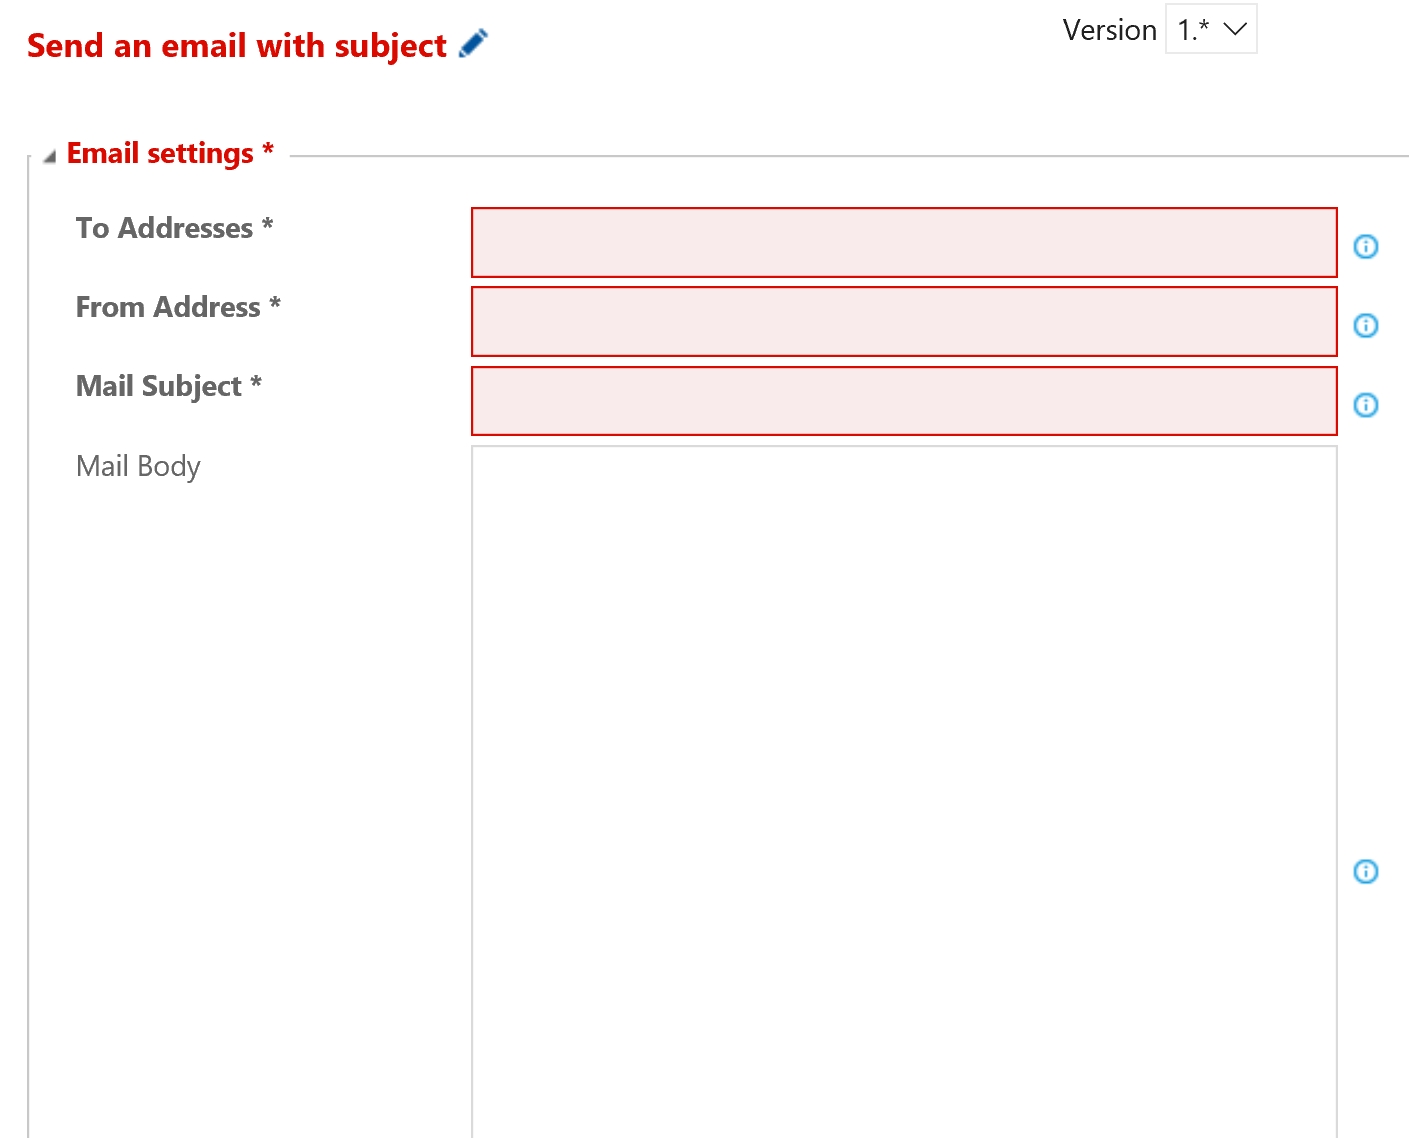 Send an email with subject
Version 1.*
Email settings *
To Addresses *
From Address *
Mail Subject *
Mail Body